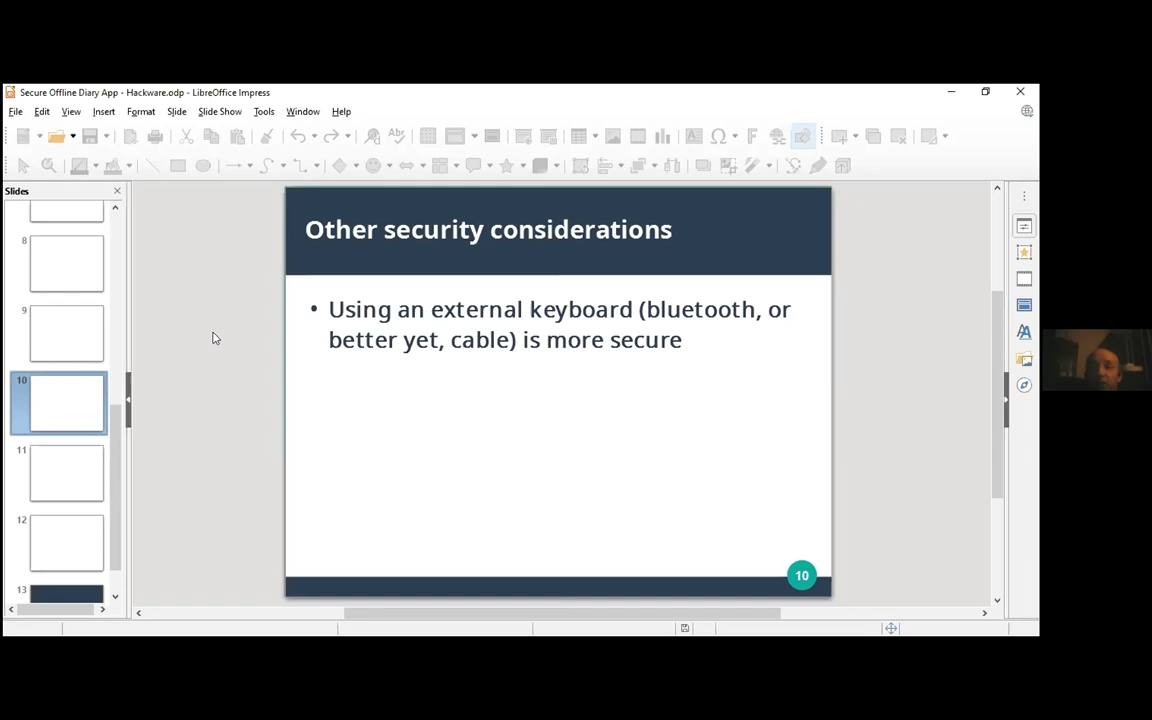 Secure Offline Diary App - Hackware.odp - LibreOffice Impress
File Edit View Insert Format Slide Slide Show Tools Window Help
Slides
8
9
10
11
12
13
Other security considerations
• Using an external keyboard (bluetooth, or
better yet, cable) is more secure
10